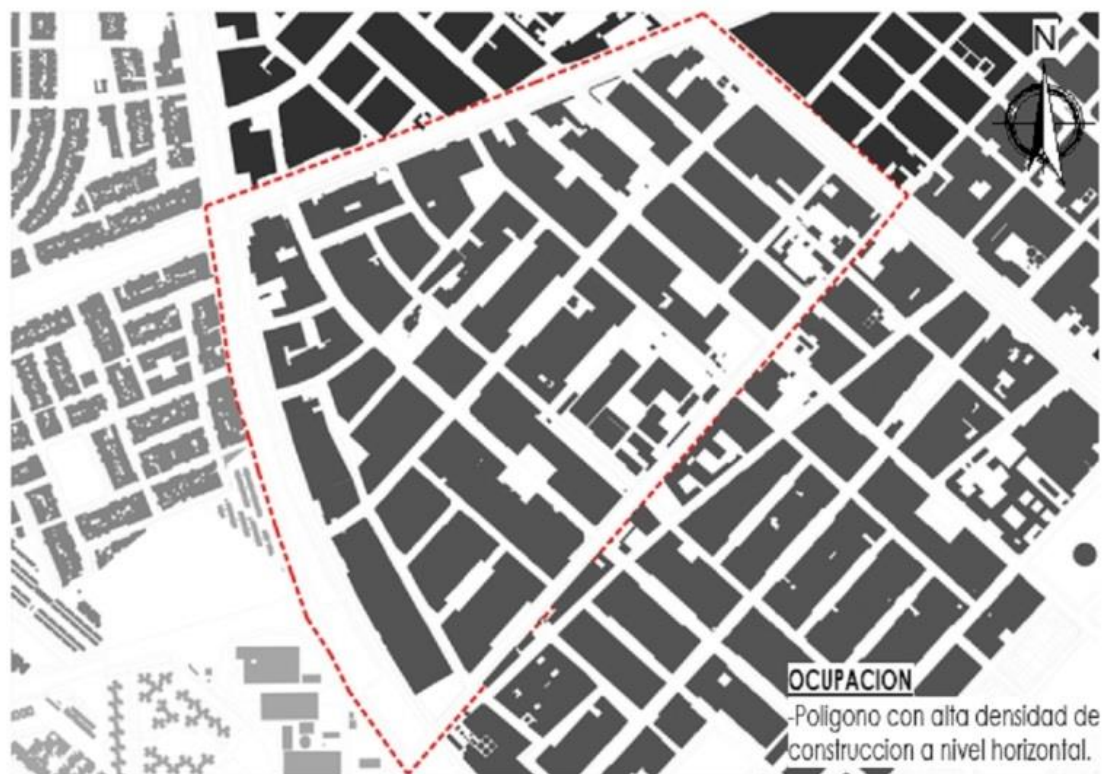 N
OCUPACION
-Poligono con alta densidad de
construccion a nivel horizontal.